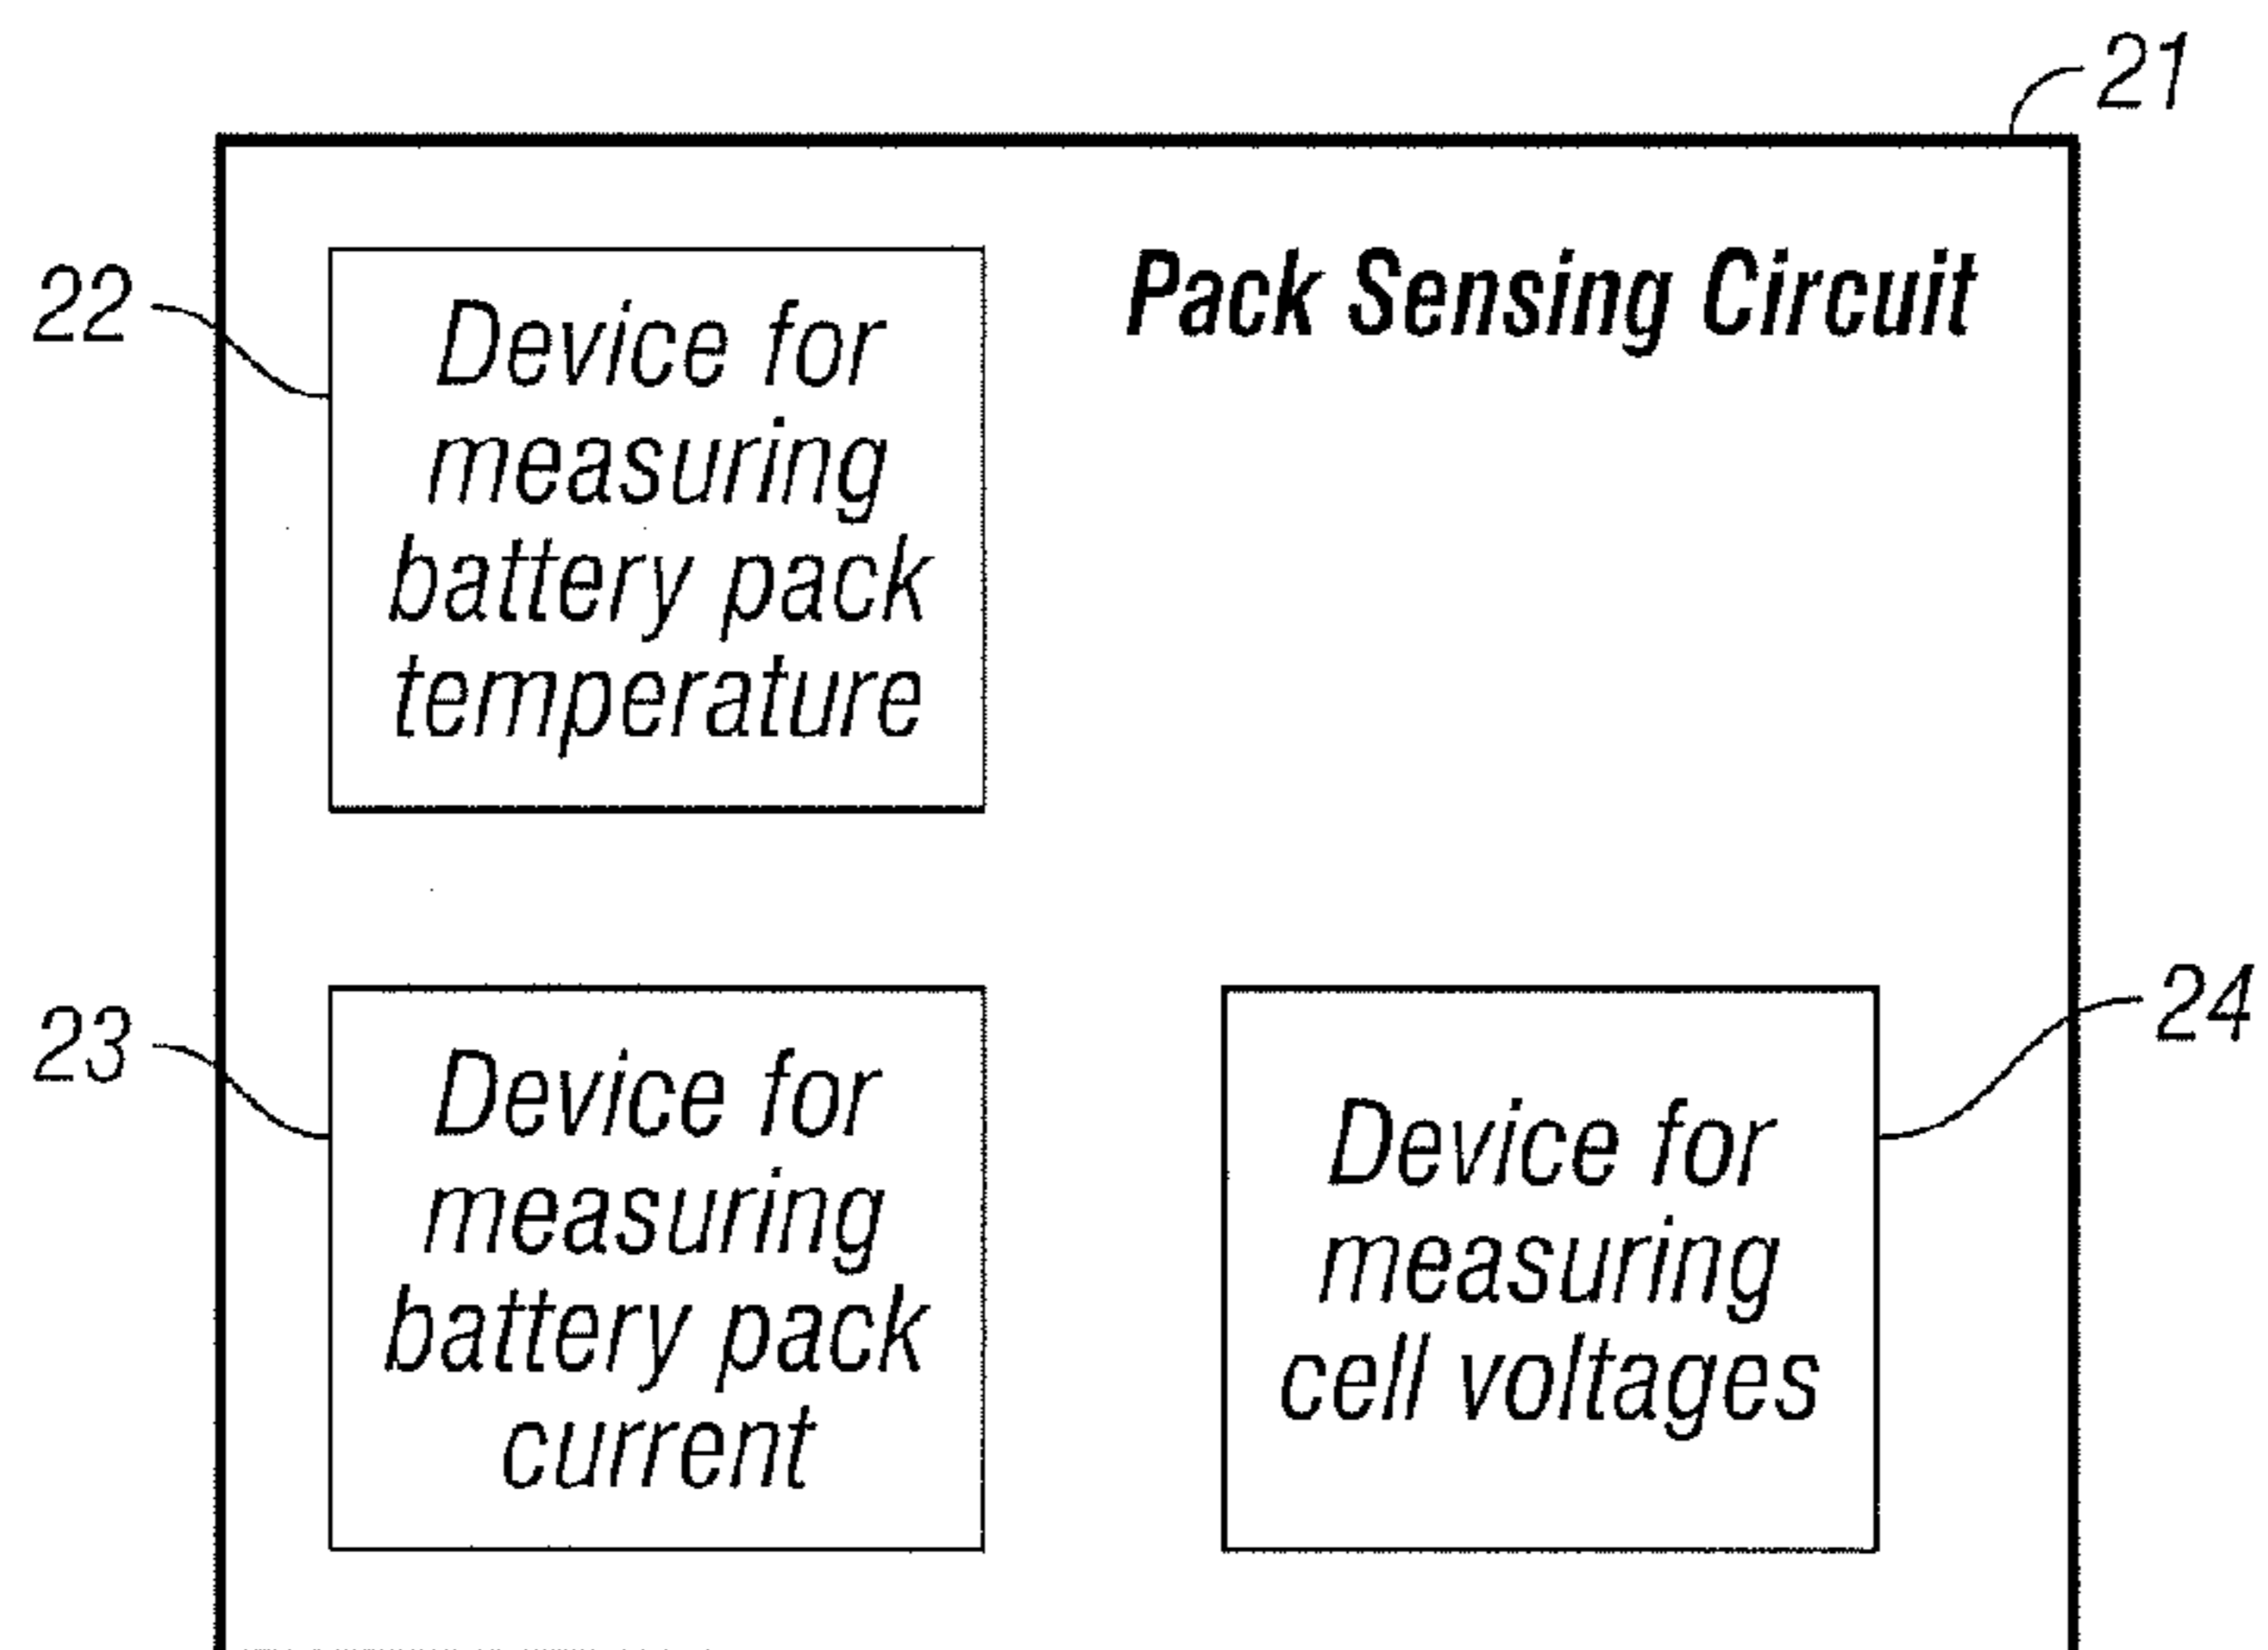 21
22
Device for
measuring
battery pack
temperature
Pack Sensing Circuit
23
Device for
measuring
battery pack
current
24
Device for
measuring
cell voltages